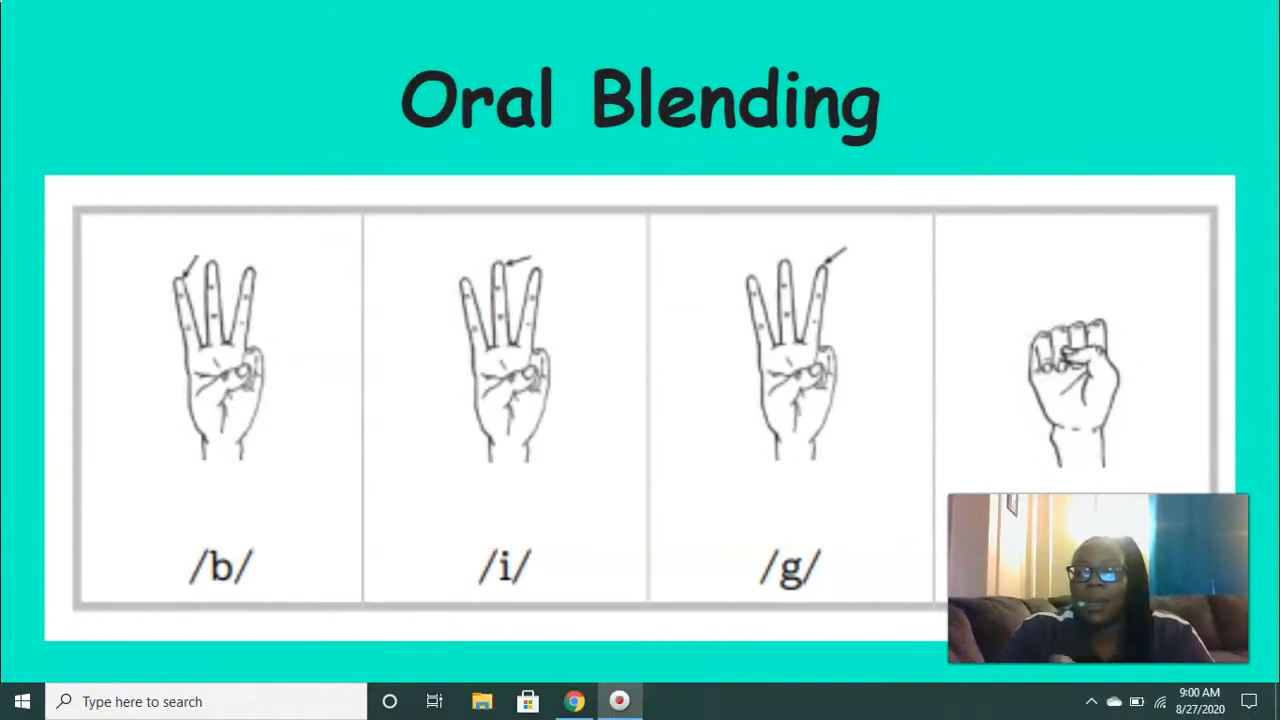 Oral Blending
/b/
/i/
/g/
Type here to search
9:00 AM
8/27/2020